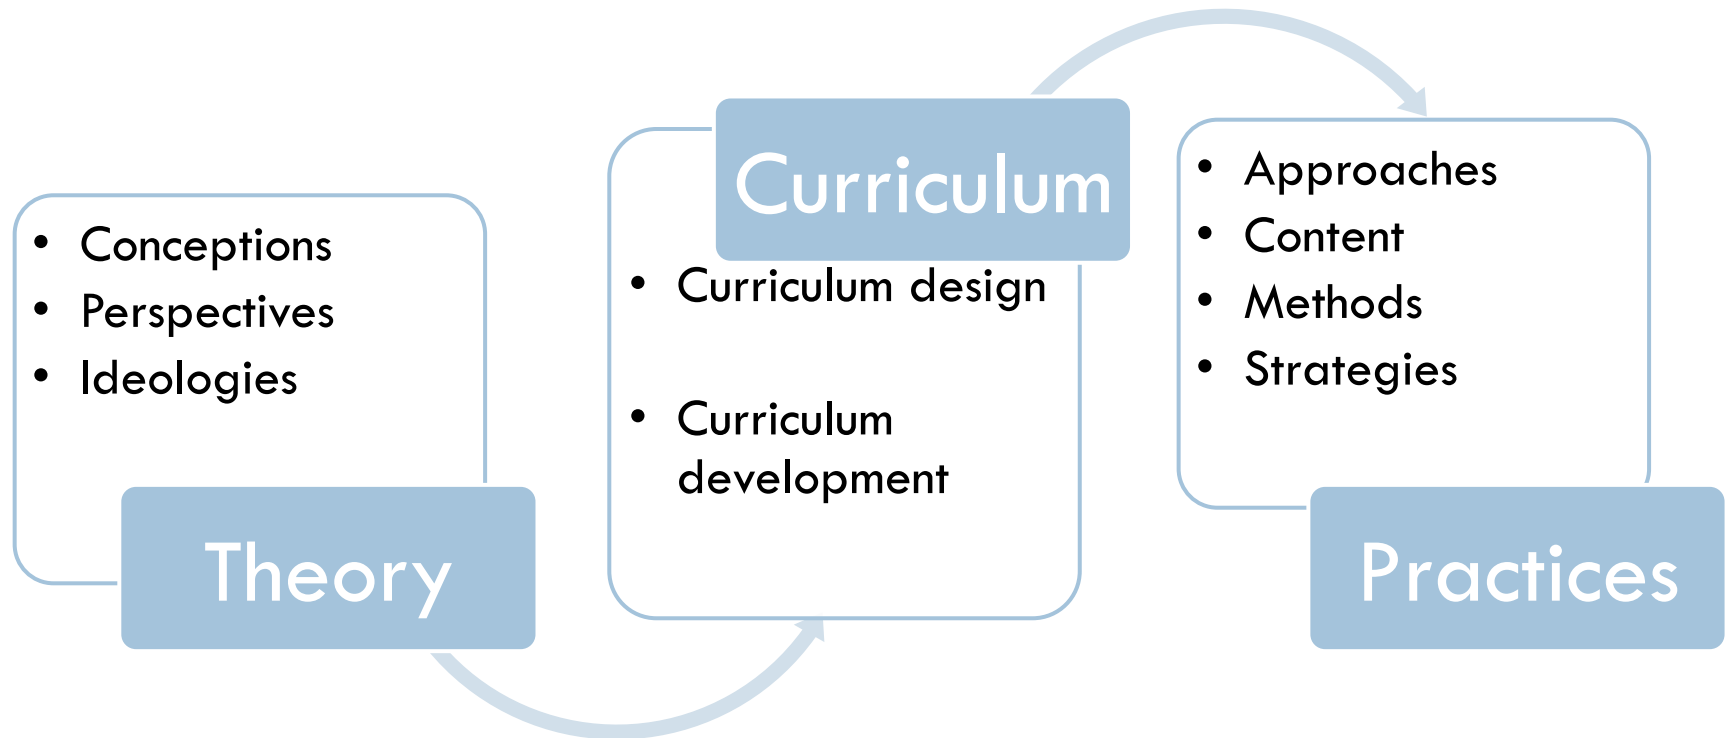 • Conceptions
• Perspectives
• Ideologies
Theory
Curriculum
• Curriculum design
• Curriculum
development
• Approaches
• Content
• Methods
• Strategies
Practices